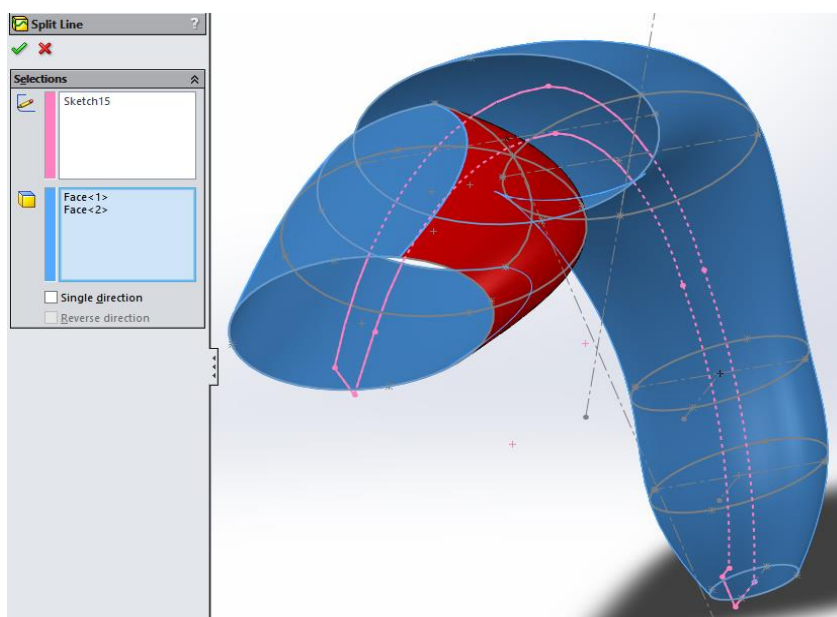 Split Line
?
Selections
Sketch15
Face<1>
Face<2>
Single direction
Reverse direction